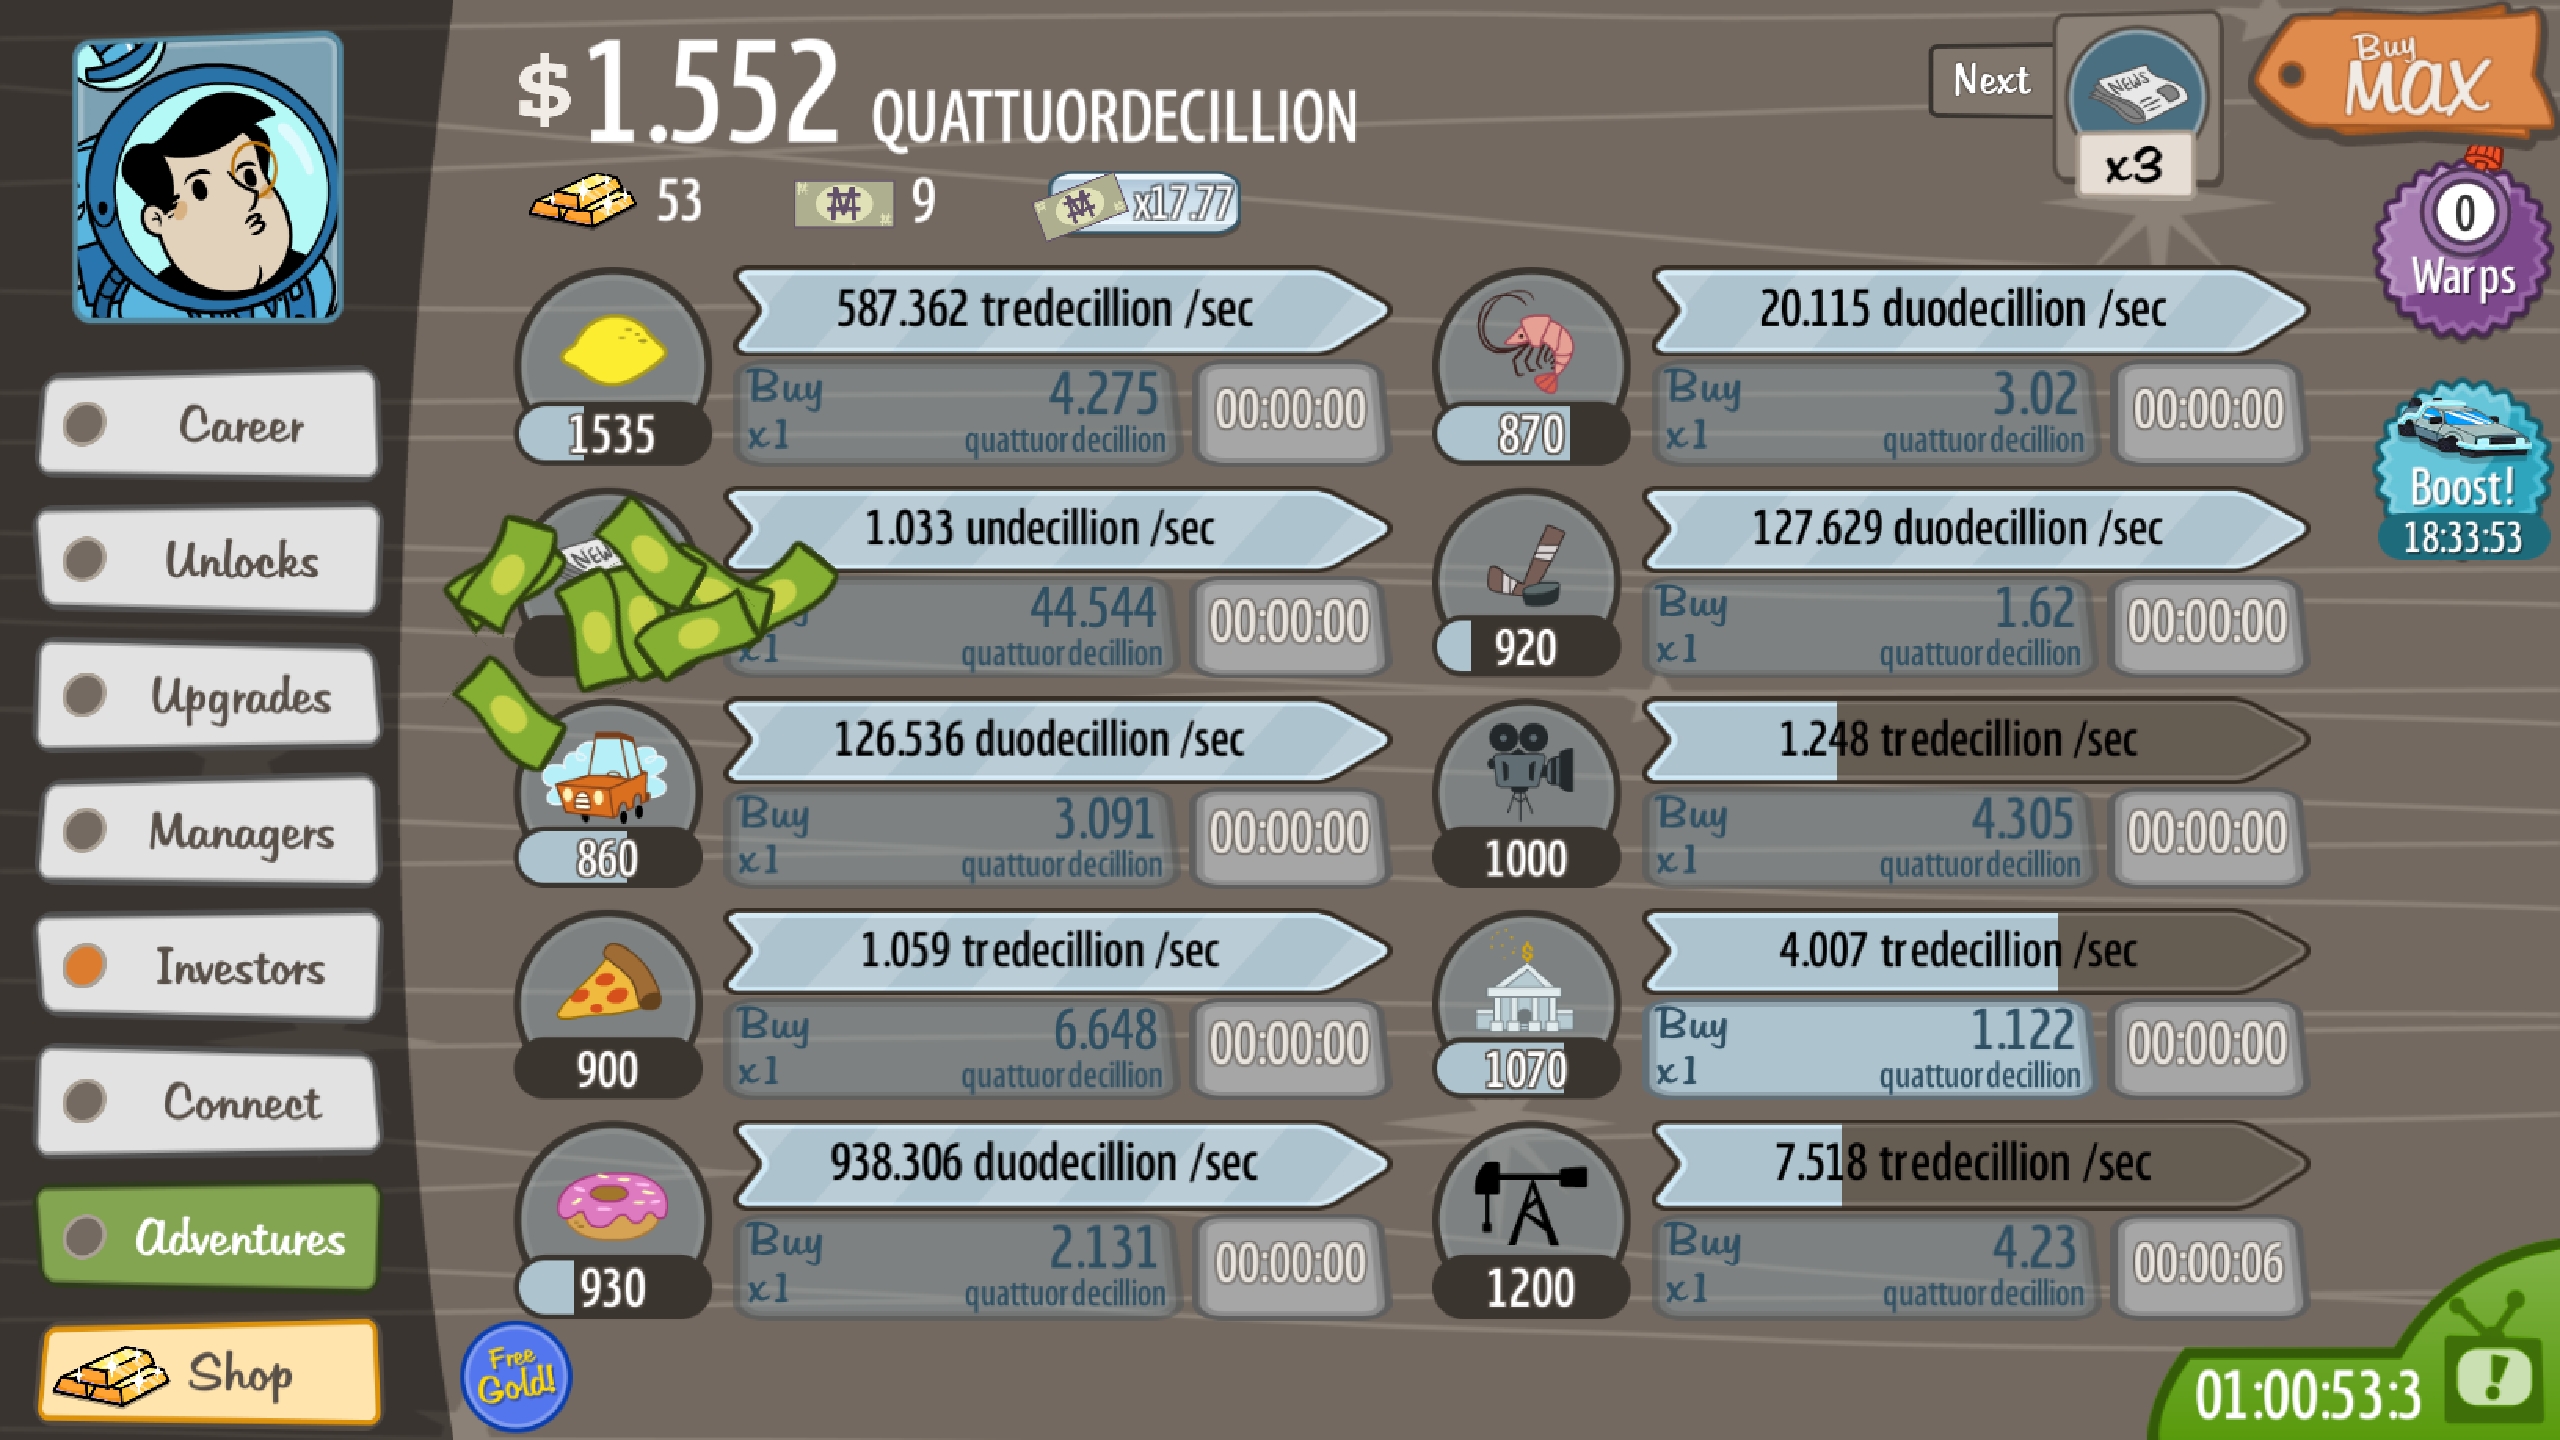 $1.552 QUATTUORDECILLION
Next
NEWS
x3
Buy
MAX
53
9
x17.77
0
Warps
Boost!
18:33:53
Career
Unlocks
Upgrades
Managers
Investors
Connect
Adventures
Shop
587.362 tredecillion /sec
1535
Buy 4.275
x1 quattuordecillion
00:00:00
20.115 duodecillion /sec
870
Buy 3.02
x1 quattuordecillion
00:00:00
1.033 undecillion /sec
44.544
x1 quattuordecillion
00:00:00
127.629 duodecillion /sec
920
Buy 1.62
x1 quattuordecillion
00:00:00
126.536 duodecillion /sec
860
Buy 3.091
x1 quattuordecillion
00:00:00
1.248 tredecillion /sec
1000
Buy 4.305
x1 quattuordecillion
00:00:00
1.059 tredecillion /sec
900
Buy 6.648
x1 quattuordecillion
00:00:00
4.007 tredecillion /sec
1070
Buy 1.122
x1 quattuordecillion
00:00:00
938.306 duodecillion /sec
930
Buy 2.131
x1 quattuordecillion
00:00:00
7.518 tredecillion /sec
1200
Buy 4.23
x1 quattuordecillion
00:00:06
Free
Gold!
01:00:53:3